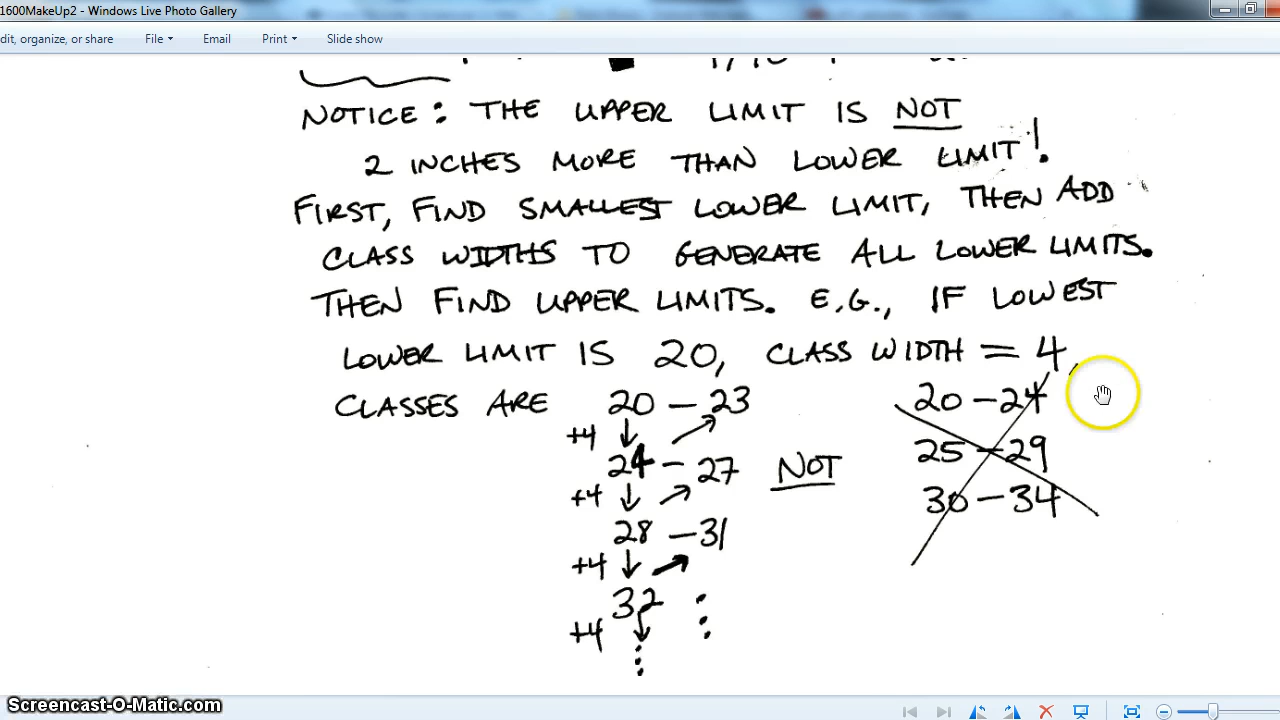 1600MakeUp2 - Windows Live Photo Gallery
dit, organize, or share File Email Print Slide show
NOTICE: THE UPPER LIMIT IS NOT
2 INCHES MORE THAN LOWER LIMIT!
FIRST, FIND SMALLEST LOWER LIMIT, THEN ADD
CLASS WIDTHS TO GENERATE ALL LOWER LIMITS.
THEN FIND UPPER LIMITS. E.G., IF LOWEST
LOWER LIMIT IS 20, CLASS WIDTH = 4,
CLASSES ARE 20 - 23 20 - 24
+4
24 - 27 NOT 25 - 29
+4
28 - 31 30 - 34
+4
32 :
+4
⋮
Screencast-O-Matic.com